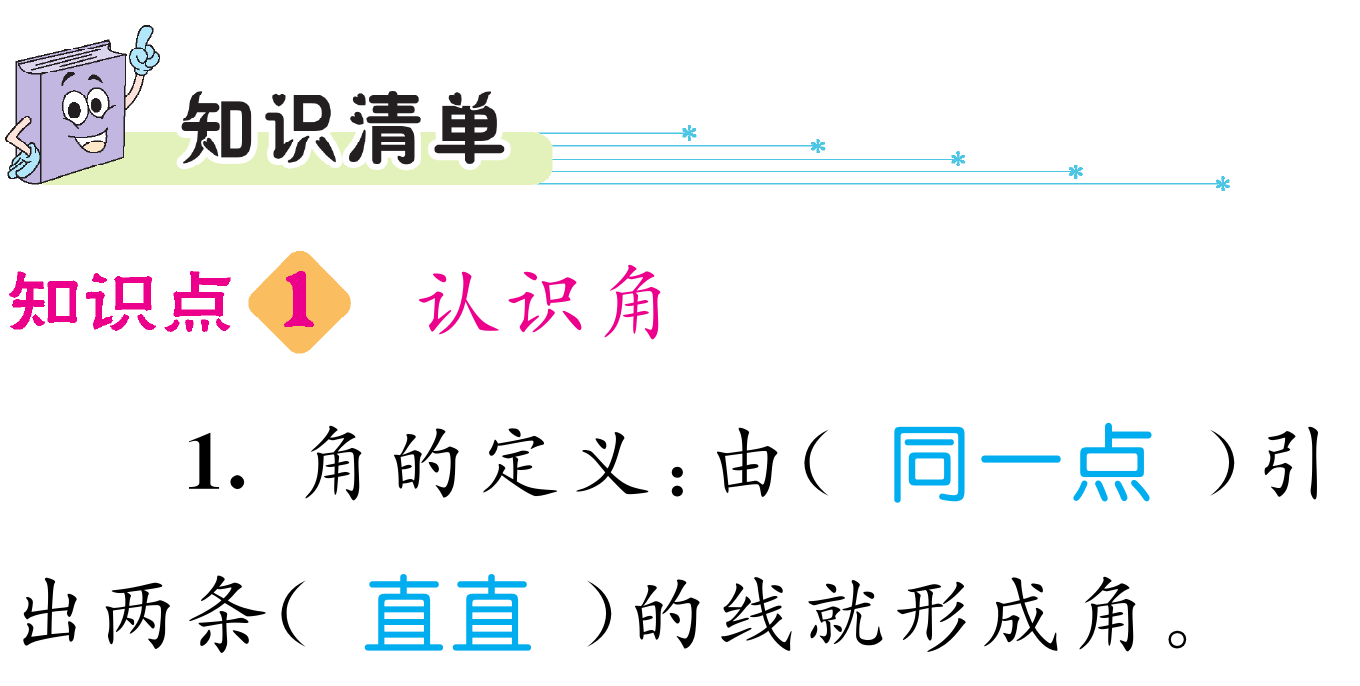 知识清单
知识点1 认识角
1. 角的定义:由( 同一点 )引
出两条( 直直 )的线就形成角。